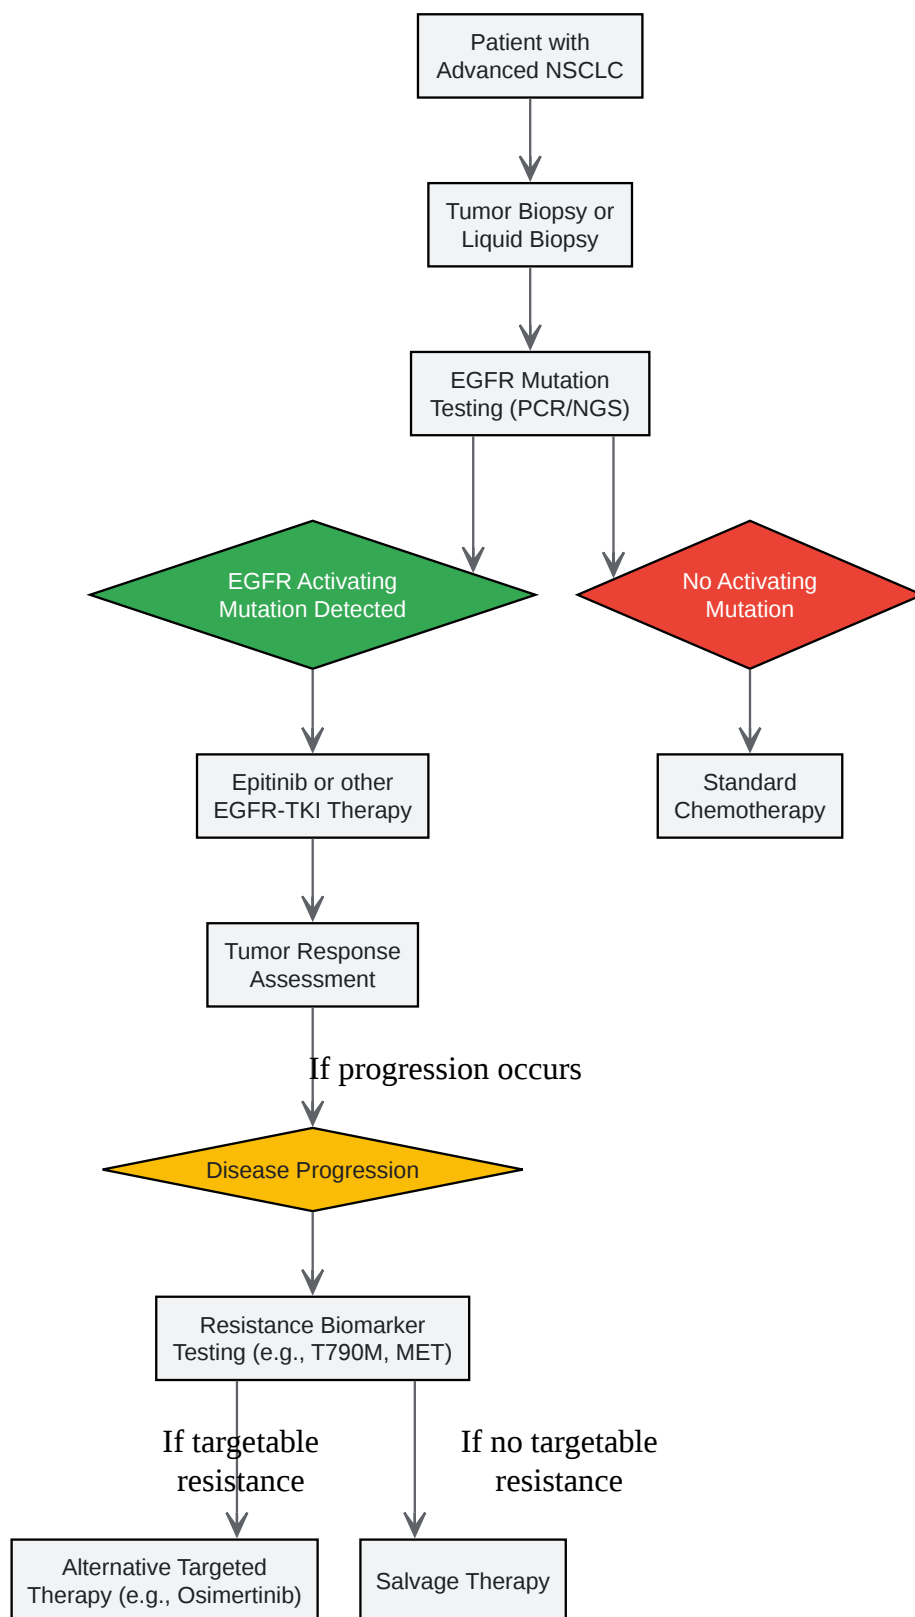 Patient with
Advanced NSCLC
Tumor Biopsy or
Liquid Biopsy
EGFR Mutation
Testing (PCR/NGS)
EGFR Activating
Mutation Detected
No Activating
Mutation
Epitinib or other
EGFR-TKI Therapy
Standard
Chemotherapy
Tumor Response
Assessment
If progression occurs
Disease Progression
Resistance Biomarker
Testing (e.g., T790M, MET)
If targetable
resistance
If no targetable
resistance
Alternative Targeted
Therapy (e.g., Osimertinib)
Salvage Therapy